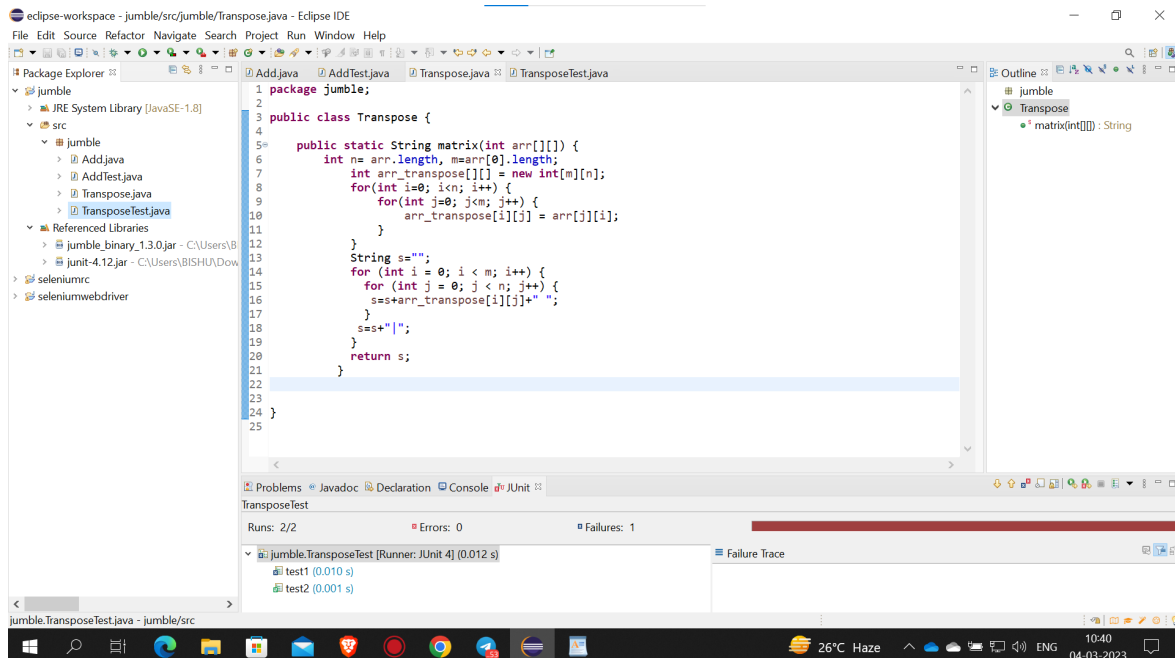 eclipse-workspace - jumble/src/jumble/Transpose.java - Eclipse IDE
File Edit Source Refactor Navigate Search Project Run Window Help
Package Explorer
jumble
JRE System Library [JavaSE-1.8]
src
jumble
Add.java
AddTest.java
Transpose.java
TransposeTest.java
Referenced Libraries
jumble_binary_1.3.0.jar - C:\Users\B
junit-4.12.jar - C:\Users\BISHU\Dow
seleniumrc
seleniumwebdriver
Add.java AddTest.java Transpose.java TransposeTest.java
1 package jumble;
2
3 public class Transpose {
4
5 public static String matrix(int arr[][]) {
6 int n= arr.length, m=arr[0].length;
7 int arr_transpose[][] = new int[m][n];
8 for(int i=0; i<n; i++) {
9 for(int j=0; j<m; j++) {
10 arr_transpose[i][j] = arr[j][i];
11 }
12 }
13 String s="";
14 for (int i = 0; i < m; i++) {
15 for (int j = 0; j < n; j++) {
16 s=s+arr_transpose[i][j]+" ";
17 }
18 s=s+"|";
19 }
20 return s;
21 }
22
23
24 }
25
Outline
jumble
Transpose
matrix(int[][]) : String
Problems Javadoc Declaration Console JUnit
TransposeTest
Runs: 2/2 Errors: 0 Failures: 1
jumble.TransposeTest [Runner: JUnit 4] (0.012 s)
test1 (0.010 s)
test2 (0.001 s)
Failure Trace
jumble.TransposeTest.java - jumble/src
53
26°C Haze ENG 10:40
04-03-2023